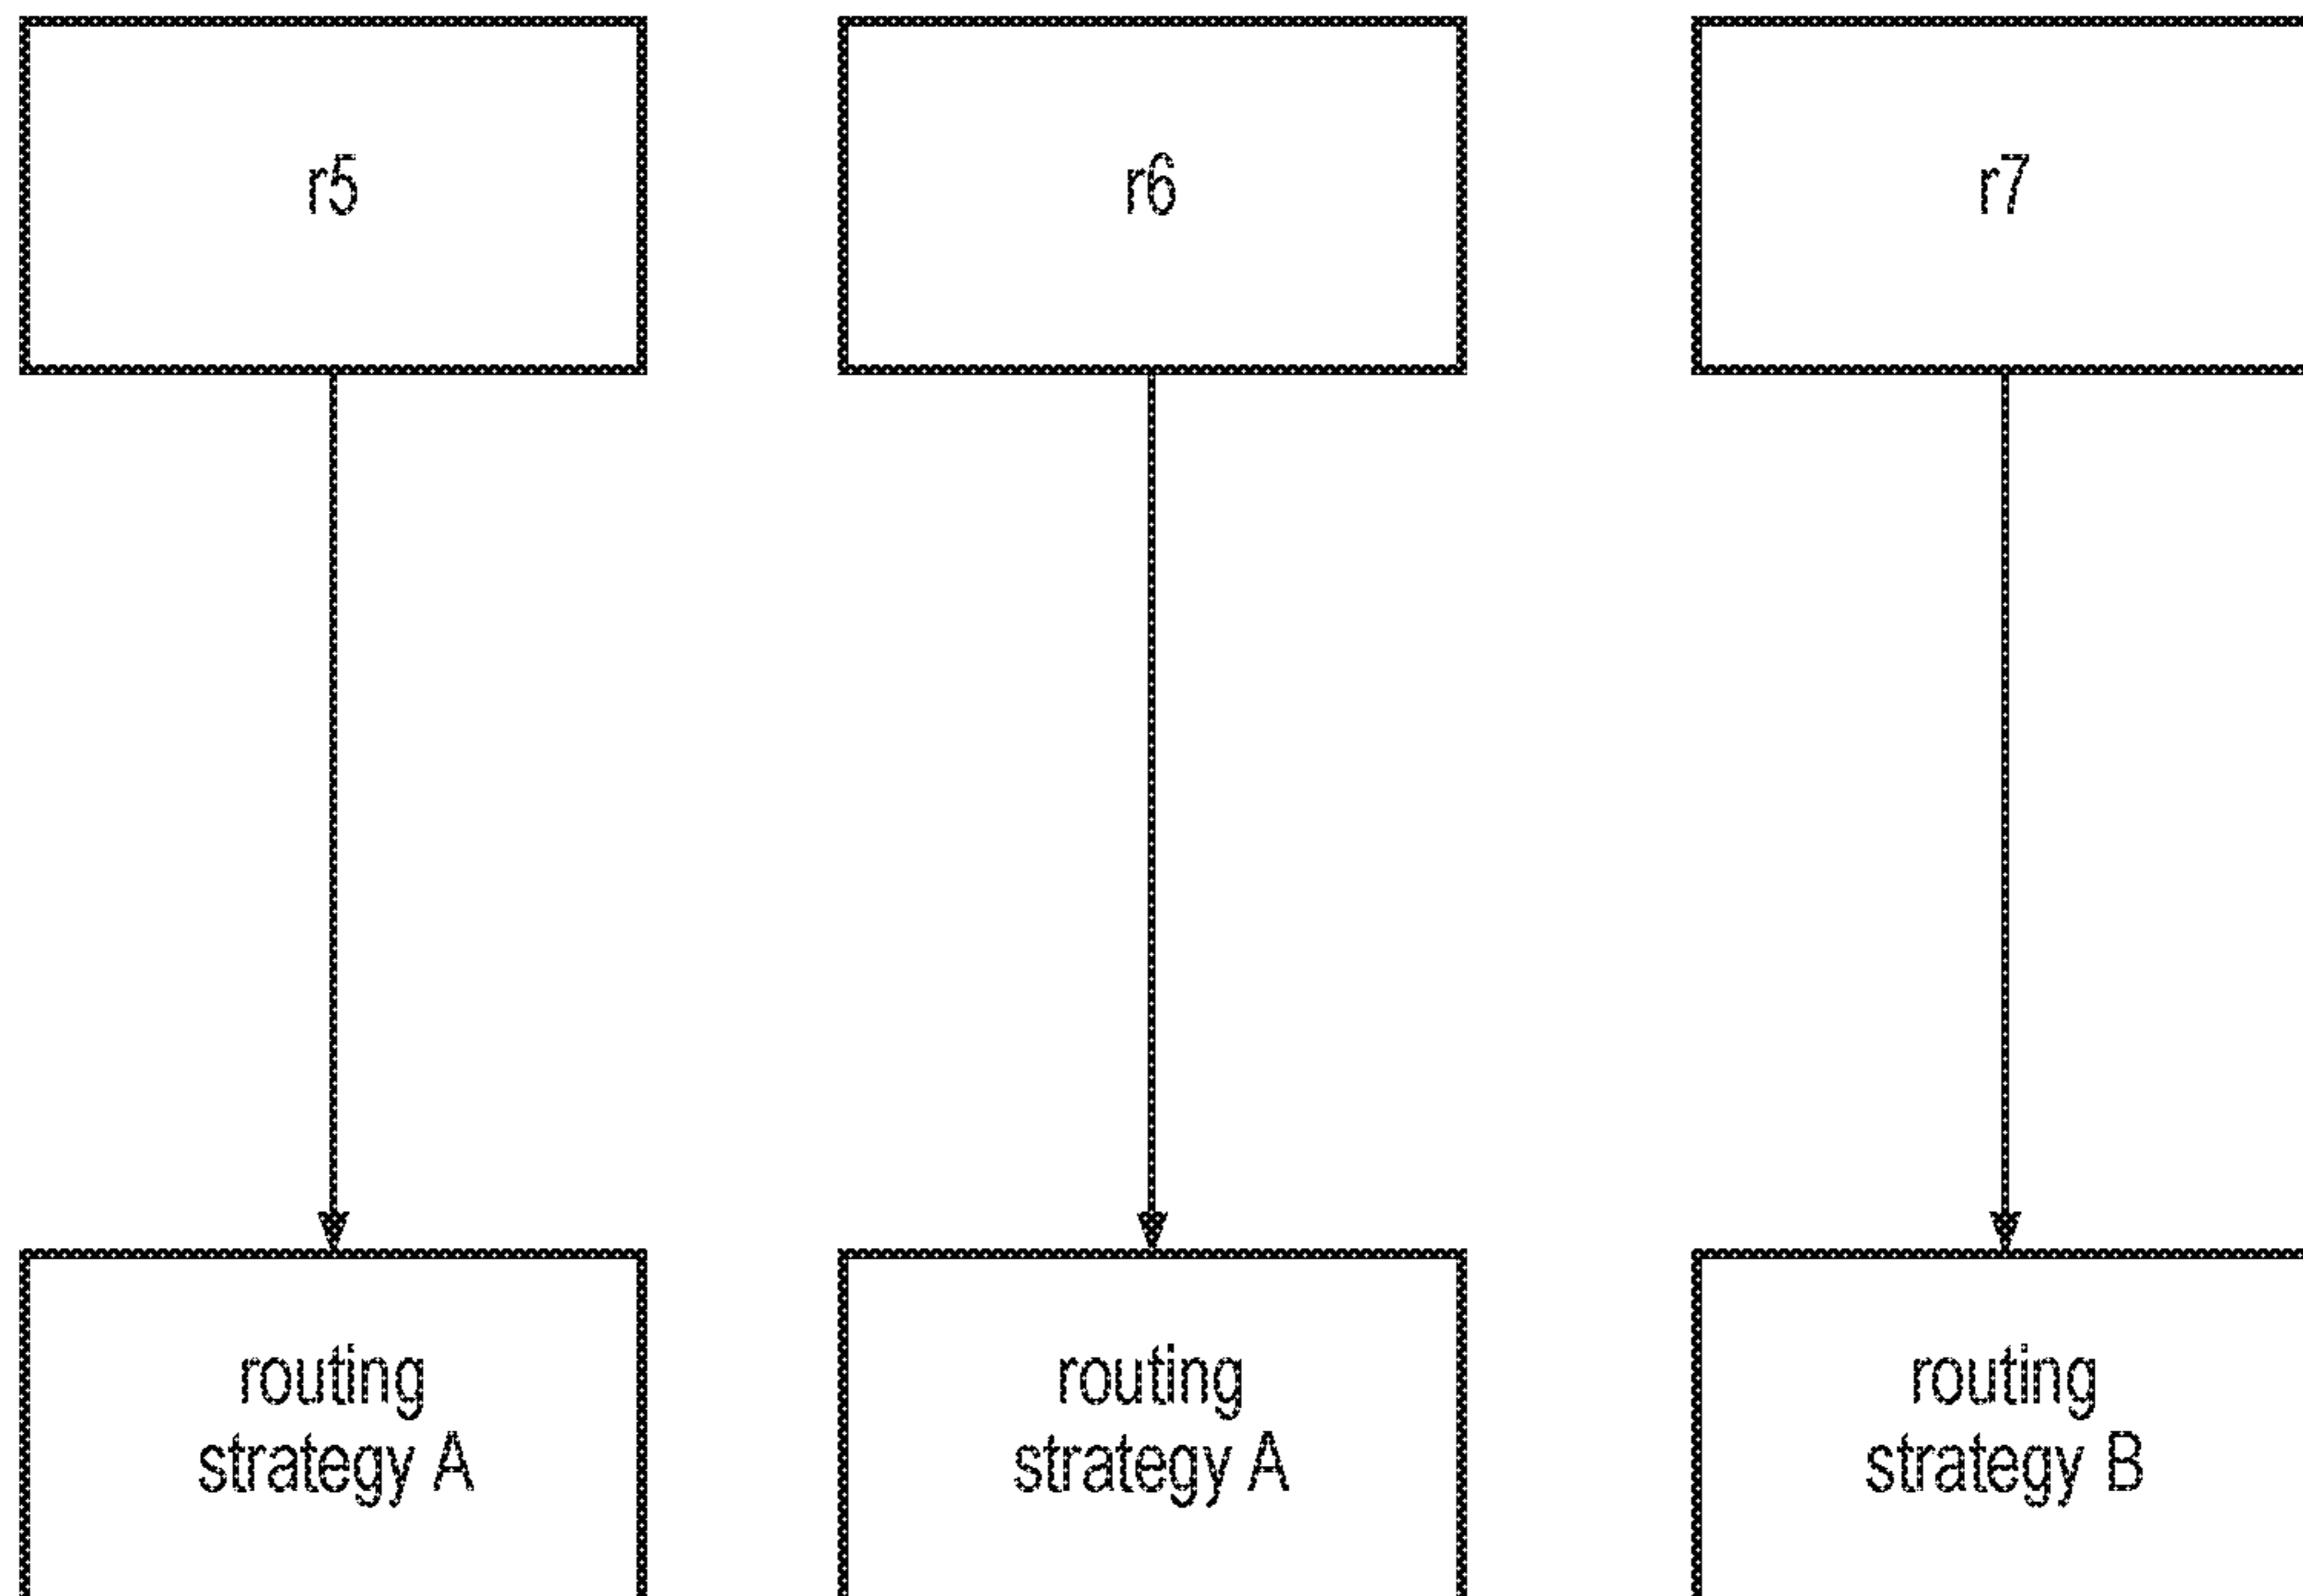 r5
r6
r7
routing
strategy A
routing
strategy A
routing
strategy B